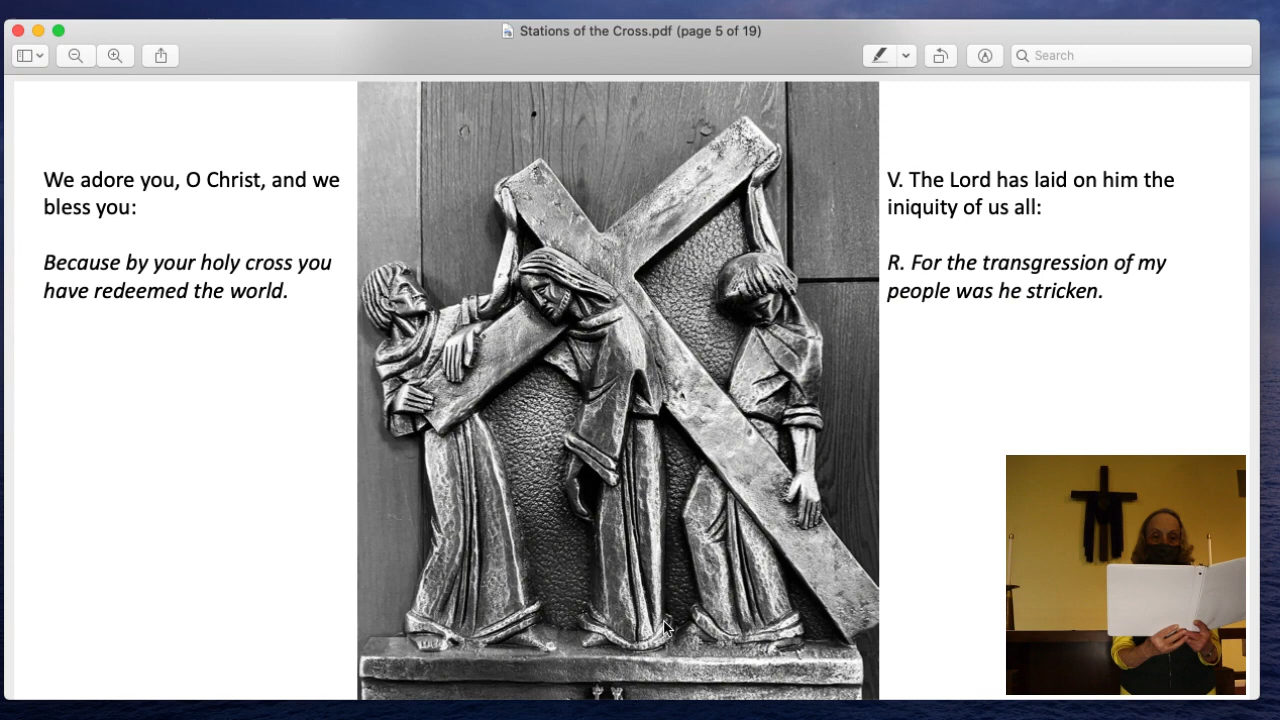 Stations of the Cross.pdf (page 5 of 19)
Search
We adore you, O Christ, and we
bless you:
Because by your holy cross you
have redeemed the world.
V. The Lord has laid on him the
iniquity of us all:
R. For the transgression of my
people was he stricken.